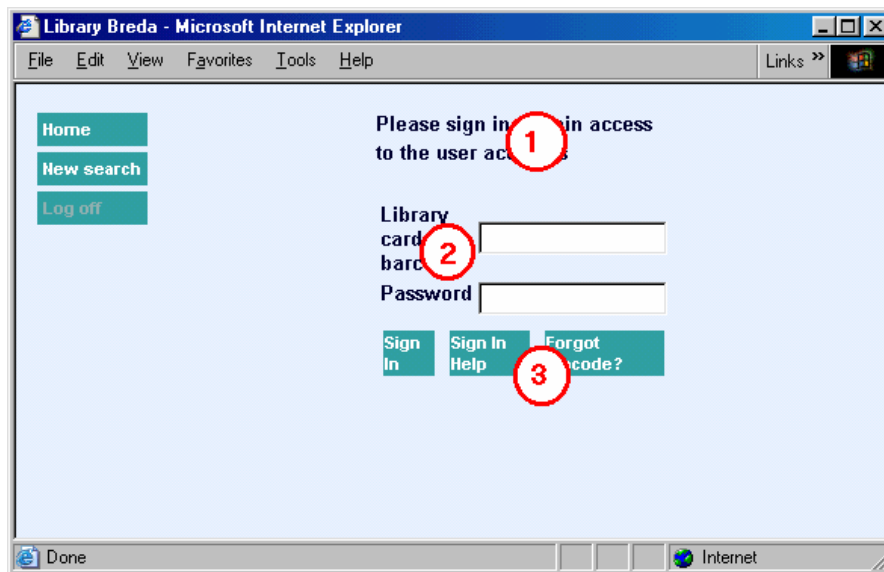 Library Breda - Microsoft Internet Explorer
File Edit View Favorites Tools Help Links »
Home
New search
Log off
Please sign in 1 in access
to the user
Library
card
2
Password
Sign In
Sign In Help
Forgot
3 code?
Done
Internet